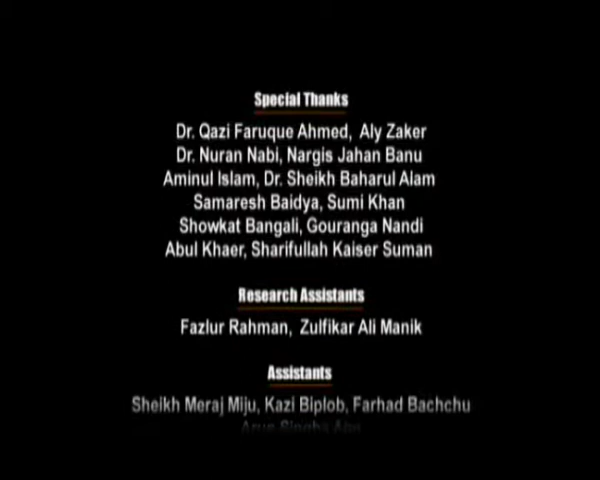 Special Thanks
Dr. Qazi Faruque Ahmed, Aly Zaker
Dr. Nuran Nabi, Nargis Jahan Banu
Aminul Islam, Dr. Sheikh Baharul Alam
Samaresh Baidya, Sumi Khan
Showkat Bangali, Gouranga Nandi
Abul Khaer, Sharifullah Kaiser Suman
Research Assistants
Fazlur Rahman, Zulfikar Ali Manik
Assistants
Sheikh Meraj Miju, Kazi Biplob, Farhad Bachchu